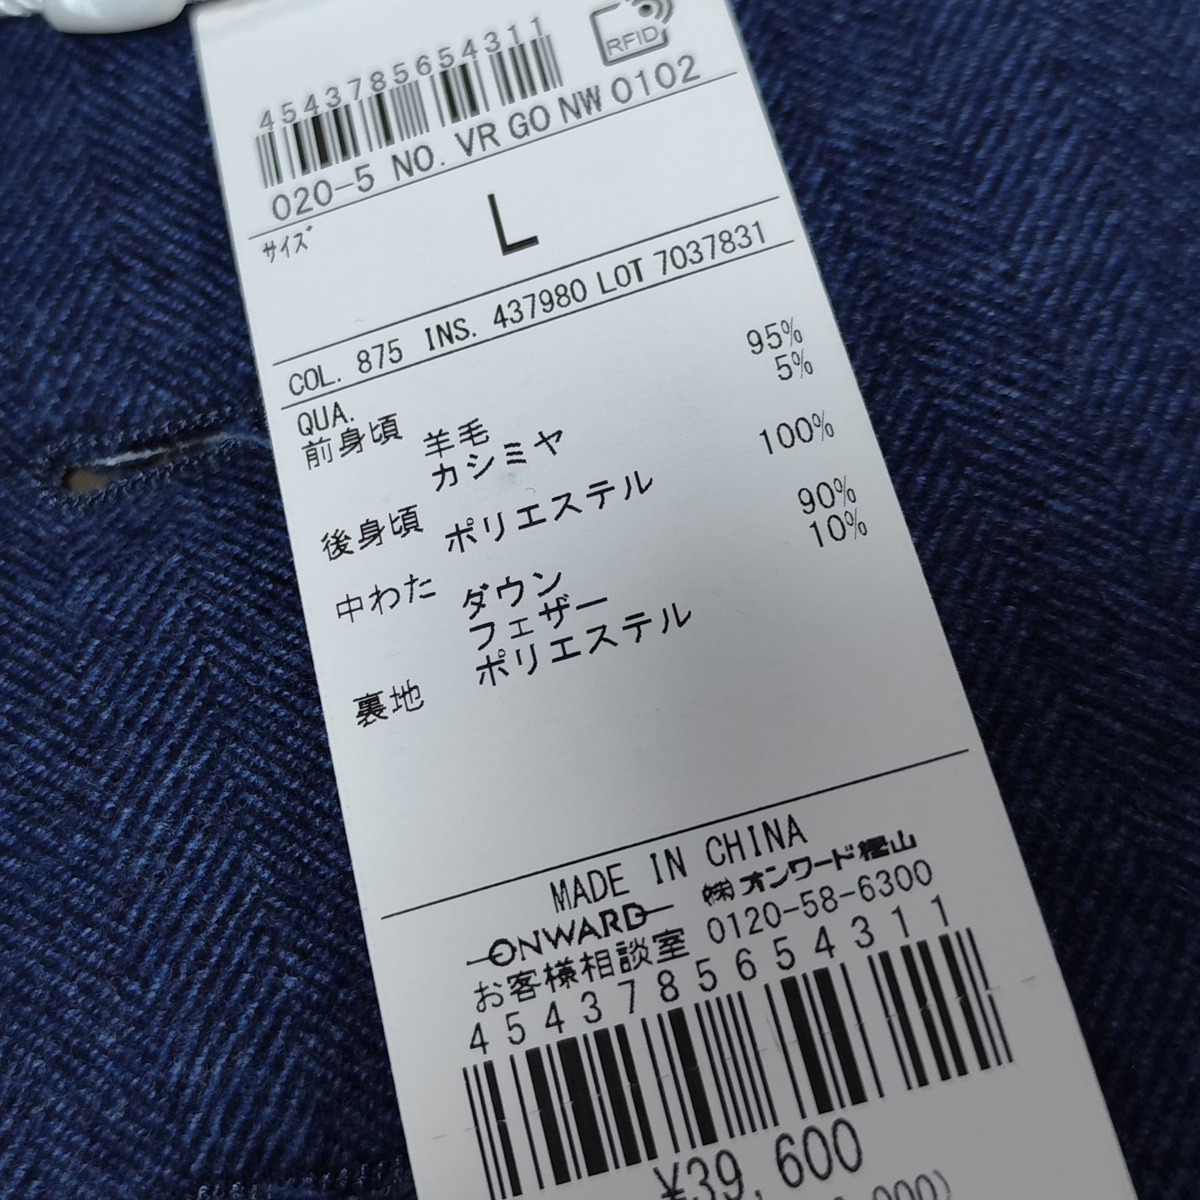 4543785654311
RFID
020-5 NO. VR GO NW 0102
サイズ L
COL. 875 INS. 437980 LOT 7037831
QUA.
前身頃 羊毛 95%
カシミヤ 5%
後身頃 ポリエステル 100%
中わた ダウン 90%
フェザー 10%
裏地 ポリエステル
MADE IN CHINA
ONWARD ㈱オンワード樫山
お客様相談室 0120-58-6300
4543785654311
¥39,600
,000)